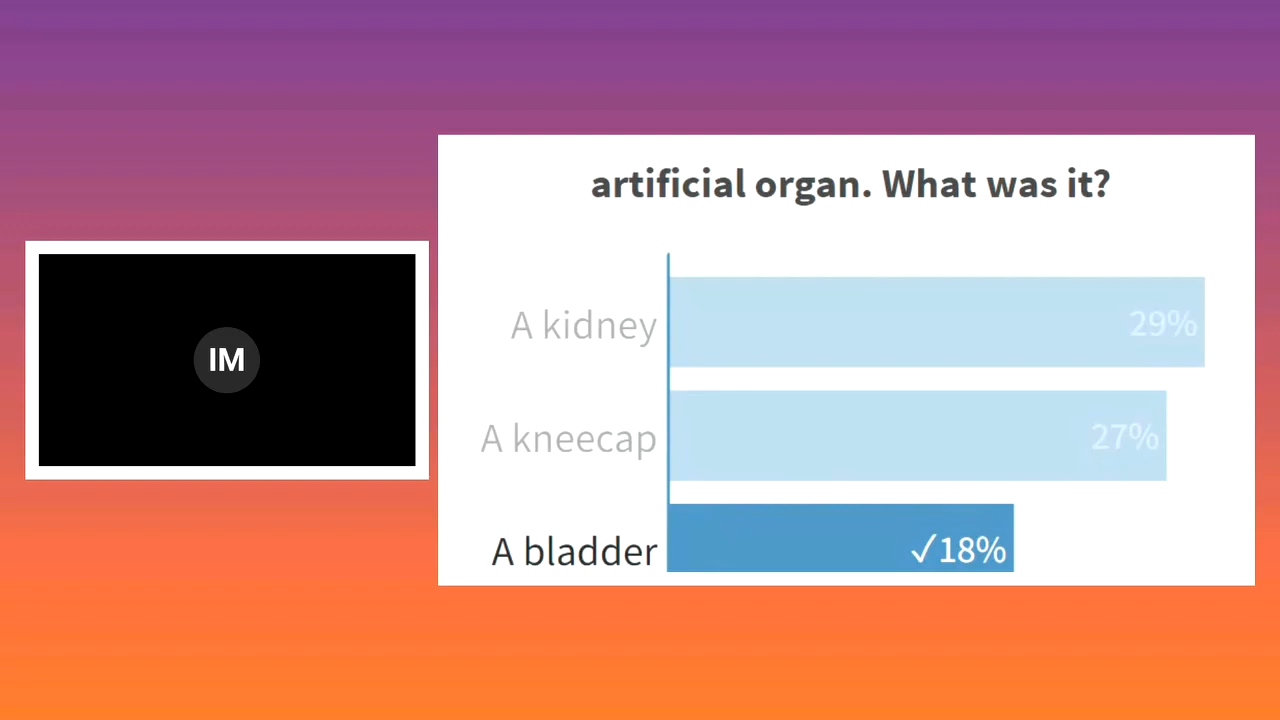 artificial organ. What was it?
IM
A kidney 29%
A kneecap 27%
A bladder ✓18%